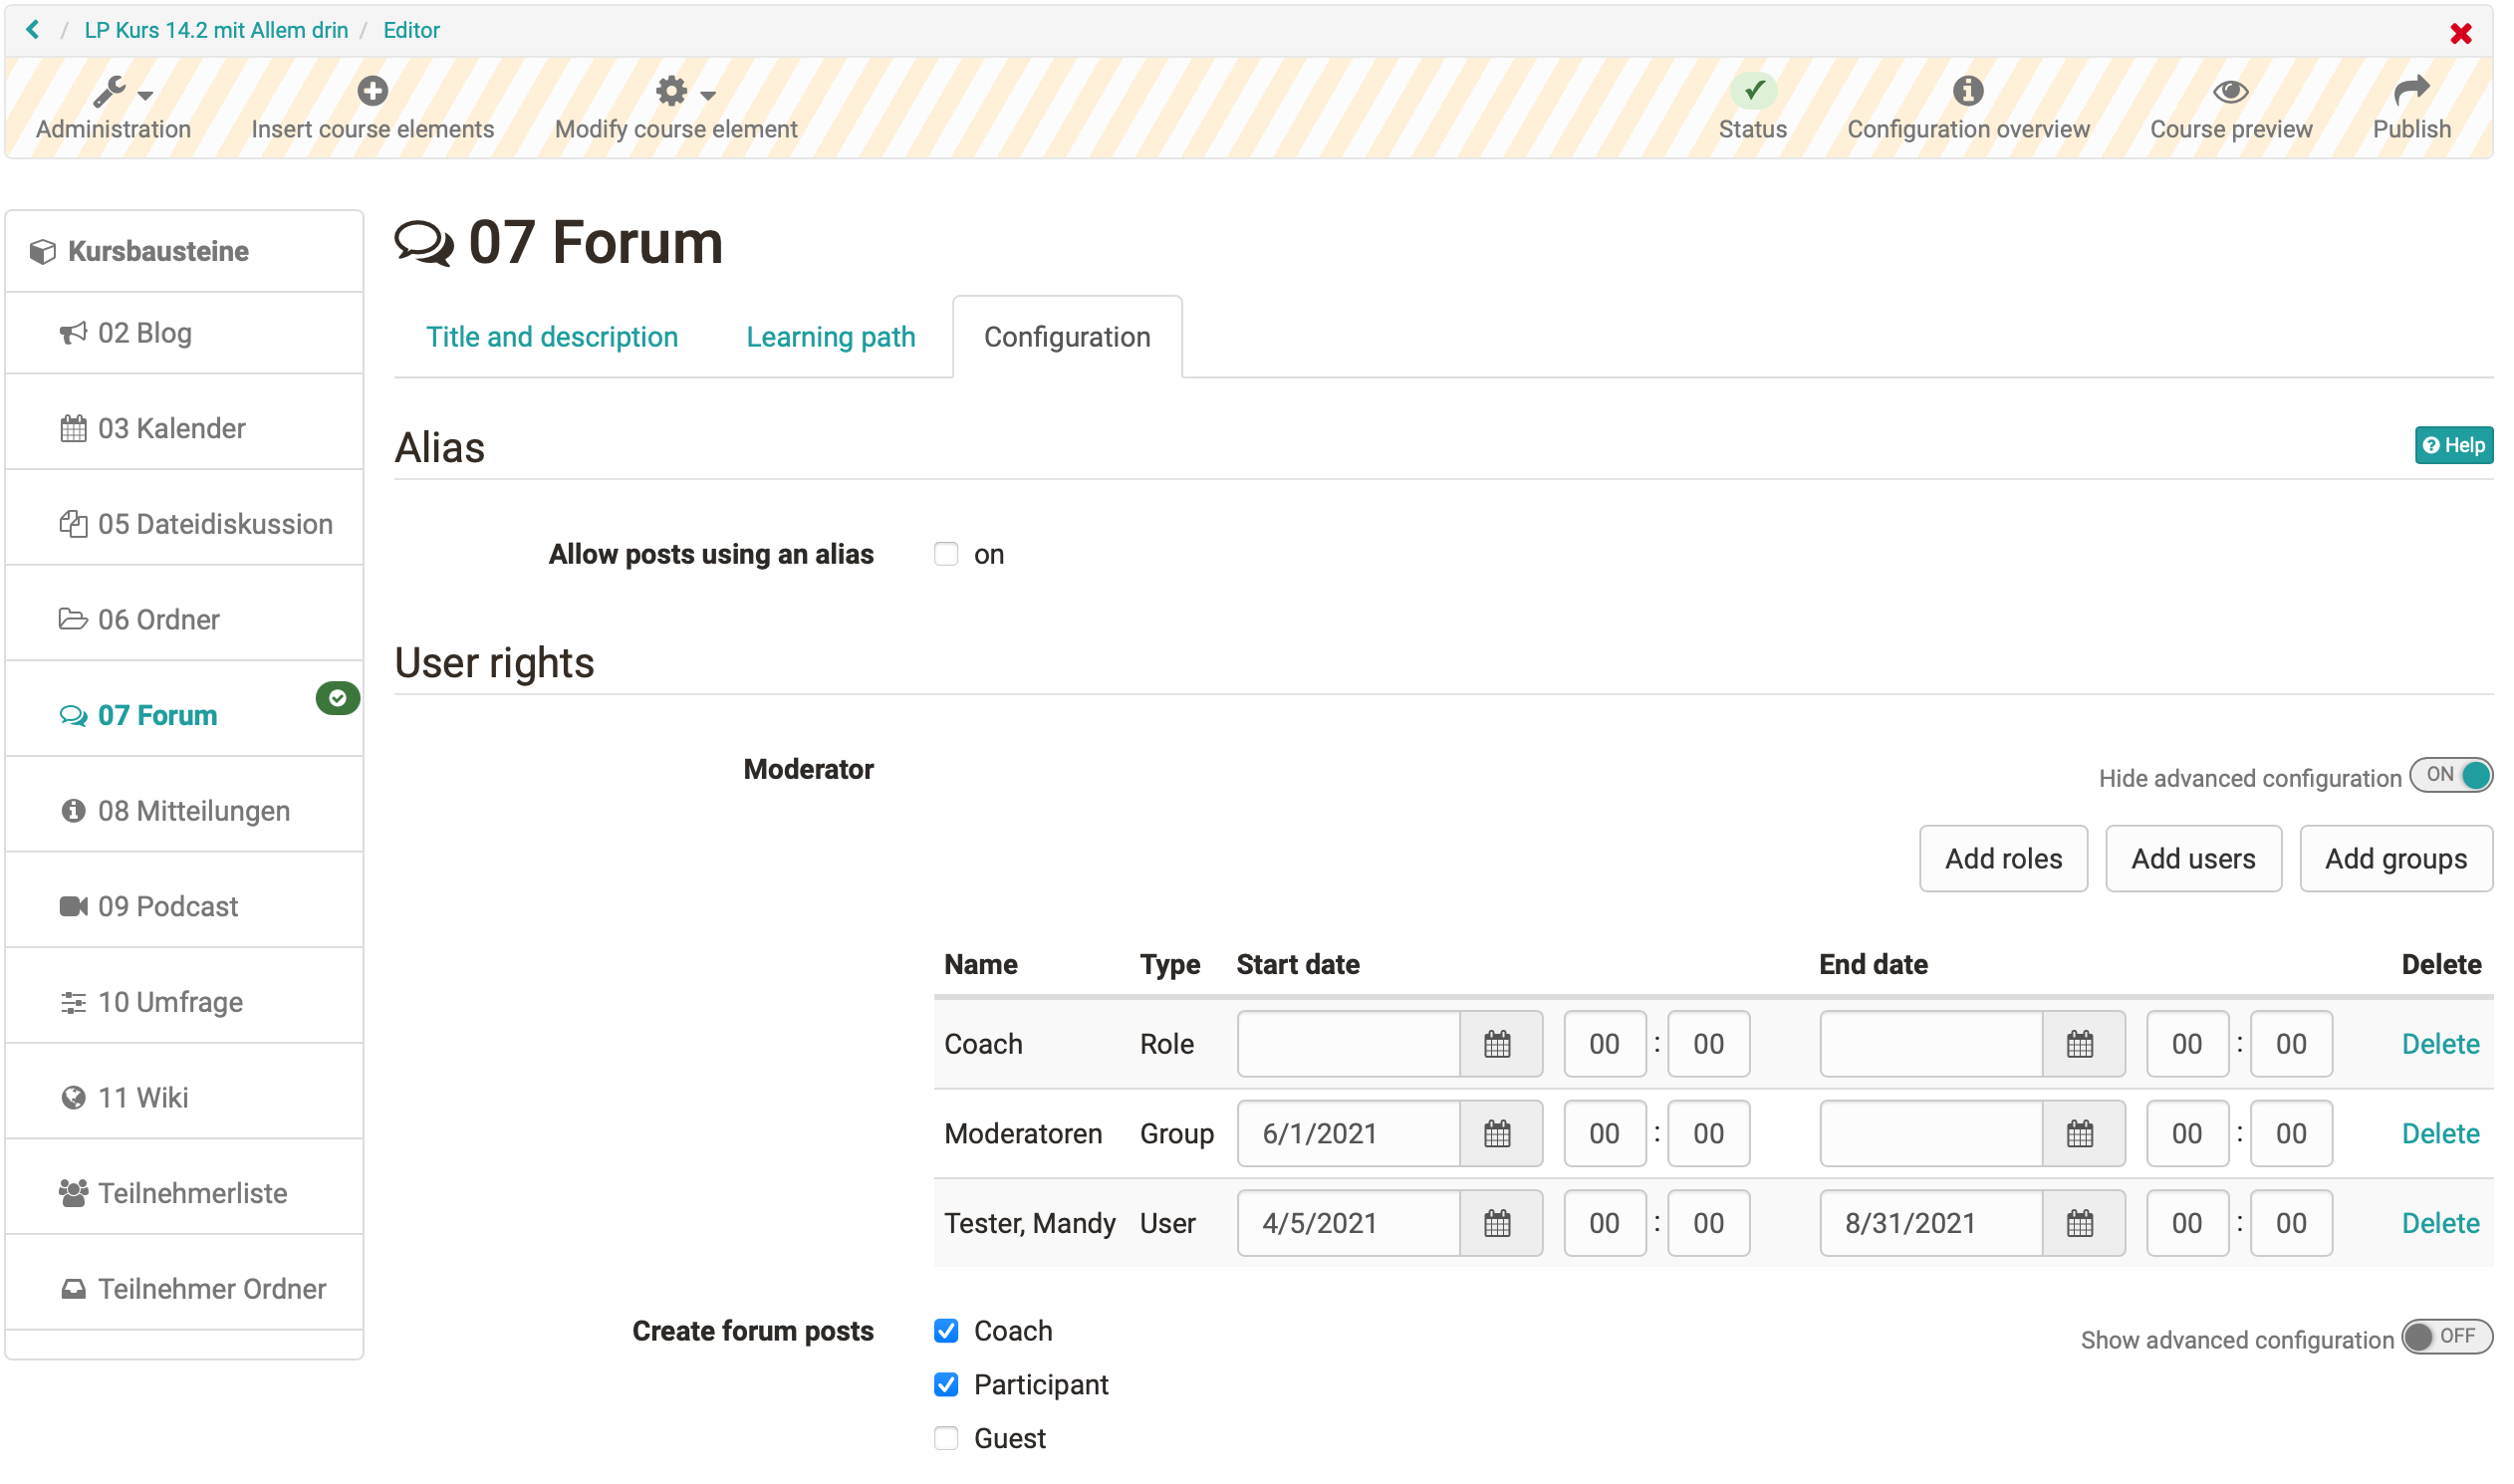 / LP Kurs 14.2 mit Allem drin / Editor
Administration
Insert course elements
Modify course element
Status
Configuration overview
Course preview
Publish
Kursbausteine
02 Blog
03 Kalender
05 Dateidiskussion
06 Ordner
07 Forum
08 Mitteilungen
09 Podcast
10 Umfrage
11 Wiki
Teilnehmerliste
Teilnehmer Ordner
07 Forum
Title and description
Learning path
Configuration
Alias
Help
Allow posts using an alias
on
User rights
Moderator
Hide advanced configuration ON
Add roles
Add users
Add groups
Name Type Start date End date Delete
Coach Role 00 : 00 00 : 00 Delete
Moderatoren Group 6/1/2021 00 : 00 00 : 00 Delete
Tester, Mandy User 4/5/2021 00 : 00 8/31/2021 00 : 00 Delete
Create forum posts
Coach
Show advanced configuration OFF
Participant
Guest